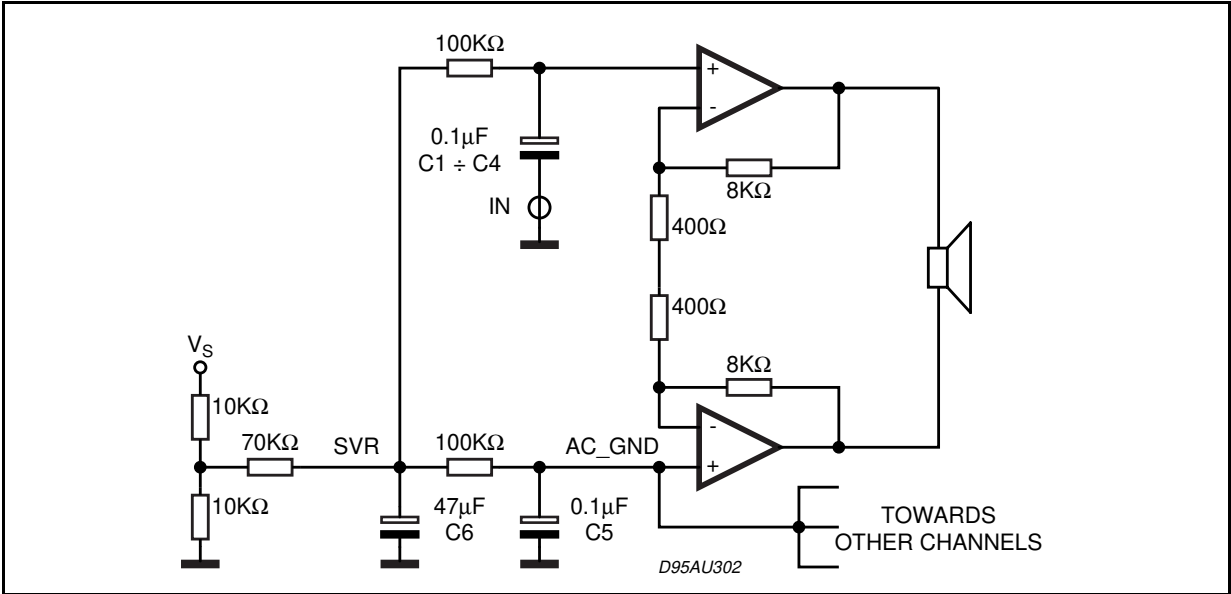 100KΩ
+
-
0.1μF
C1 ÷ C4
8KΩ
IN
400Ω
400Ω
VS
8KΩ
10KΩ
70KΩ
SVR
100KΩ
AC_GND
-
+
10KΩ
47μF
C6
0.1μF
C5
TOWARDS
OTHER CHANNELS
D95AU302